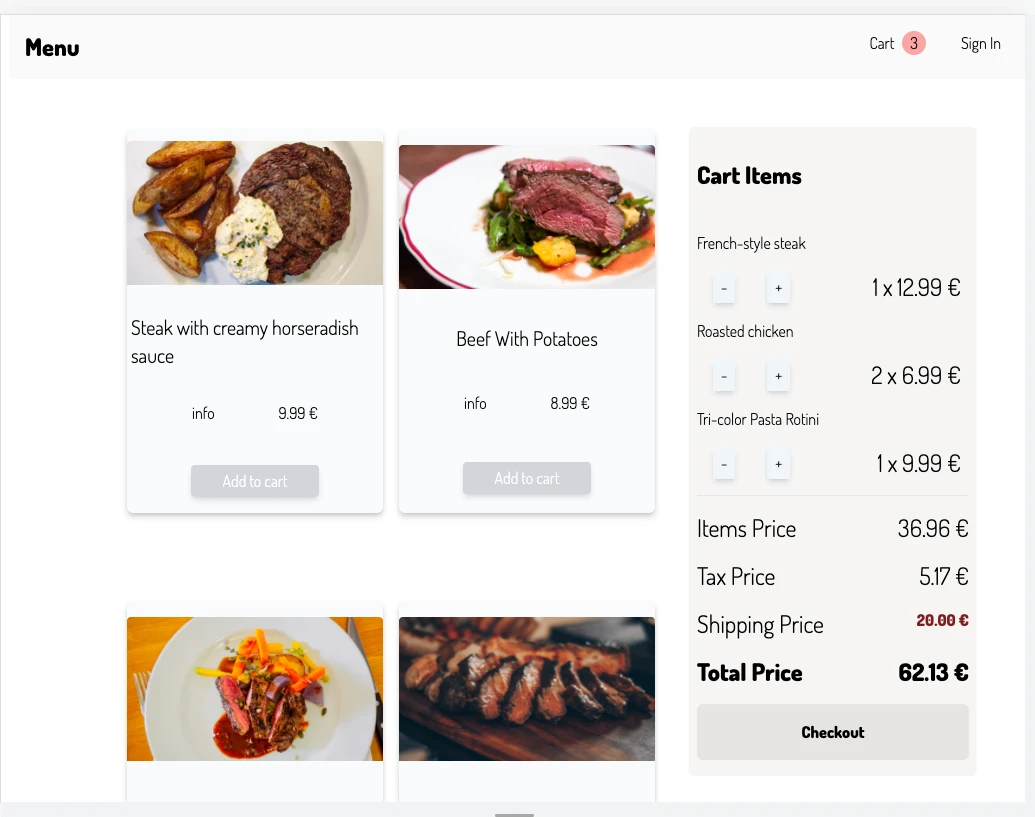 Menu
Cart 3 Sign In
Steak with creamy horseradish
sauce
info 9.99 €
Add to cart
Beef With Potatoes
info 8.99 €
Add to cart
Cart Items
French-style steak
- + 1 x 12.99 €
Roasted chicken
- + 2 x 6.99 €
Tri-color Pasta Rotini
- + 1 x 9.99 €
Items Price 36.96 €
Tax Price 5.17 €
Shipping Price 20.00 €
Total Price 62.13 €
Checkout